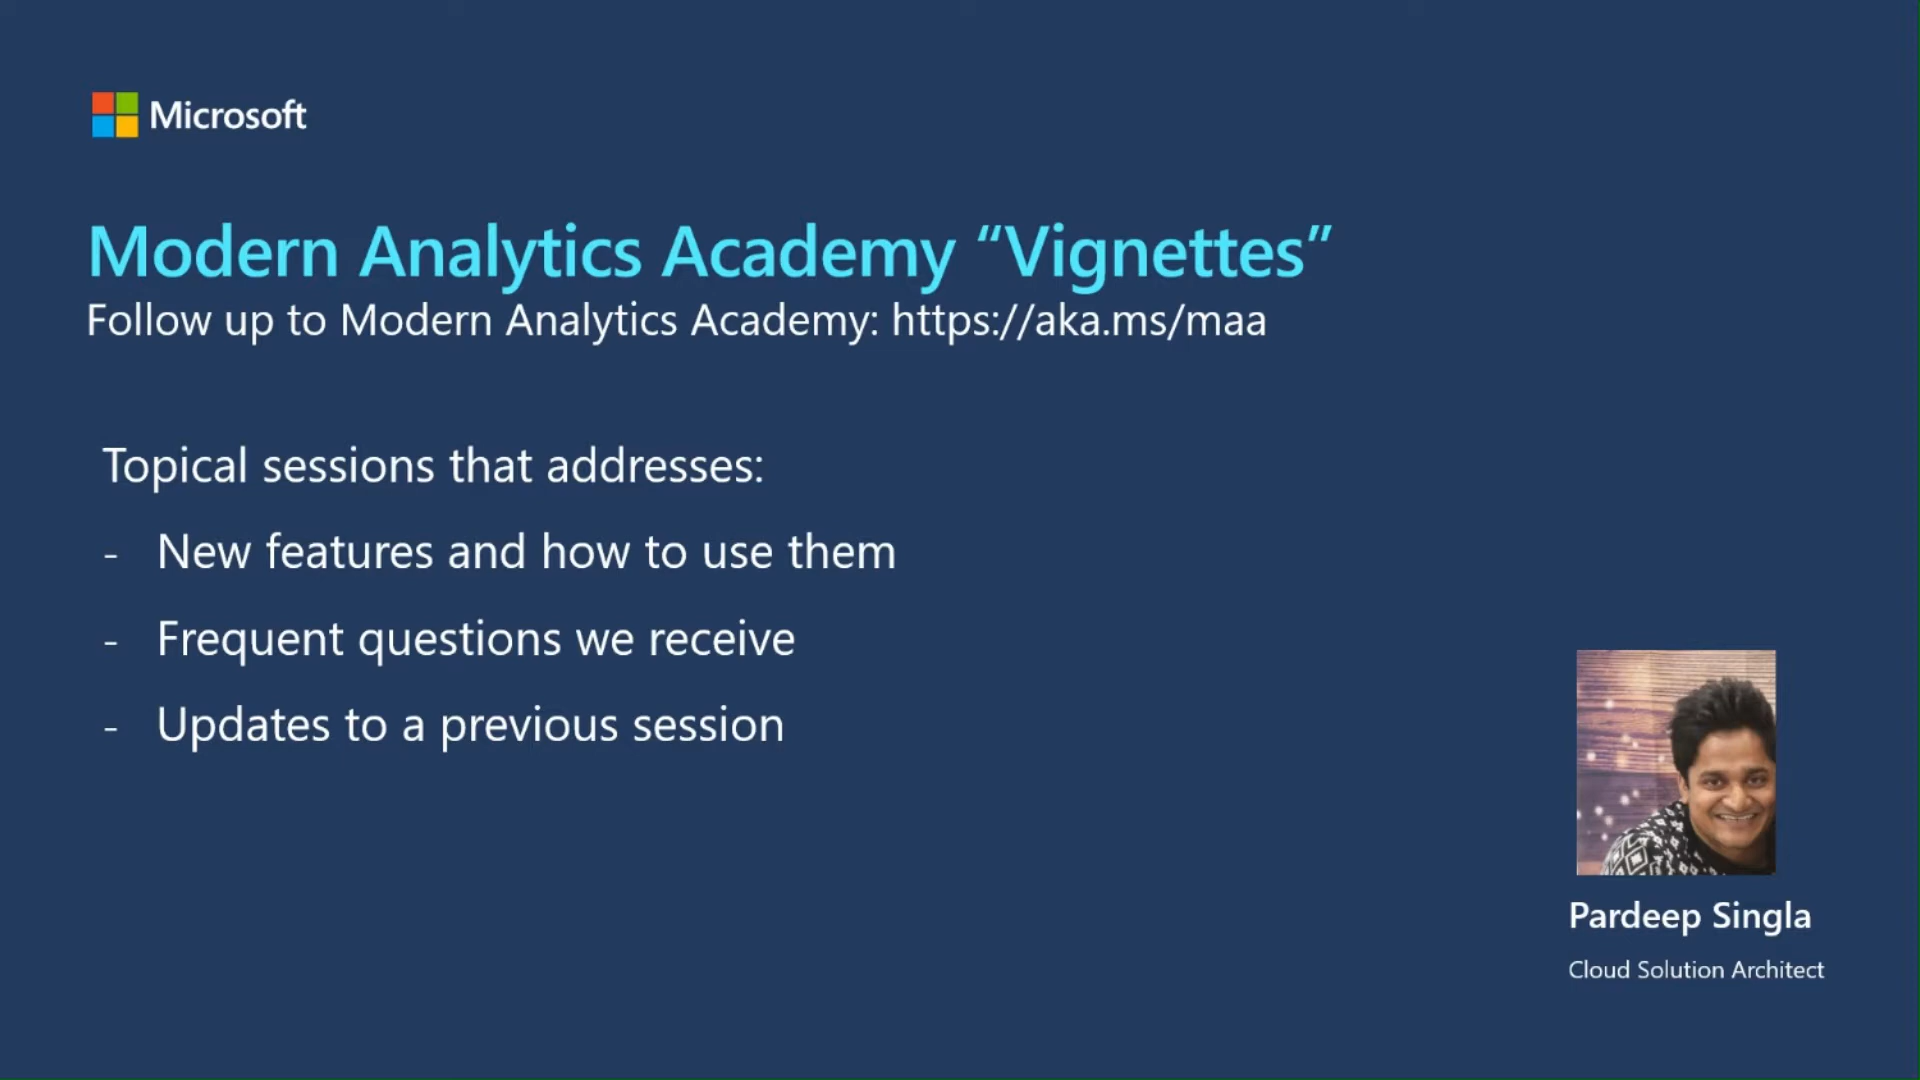 Microsoft
Modern Analytics Academy “Vignettes”
Follow up to Modern Analytics Academy: https://aka.ms/maa
Topical sessions that addresses:
- New features and how to use them
- Frequent questions we receive
- Updates to a previous session
Pardeep Singla
Cloud Solution Architect